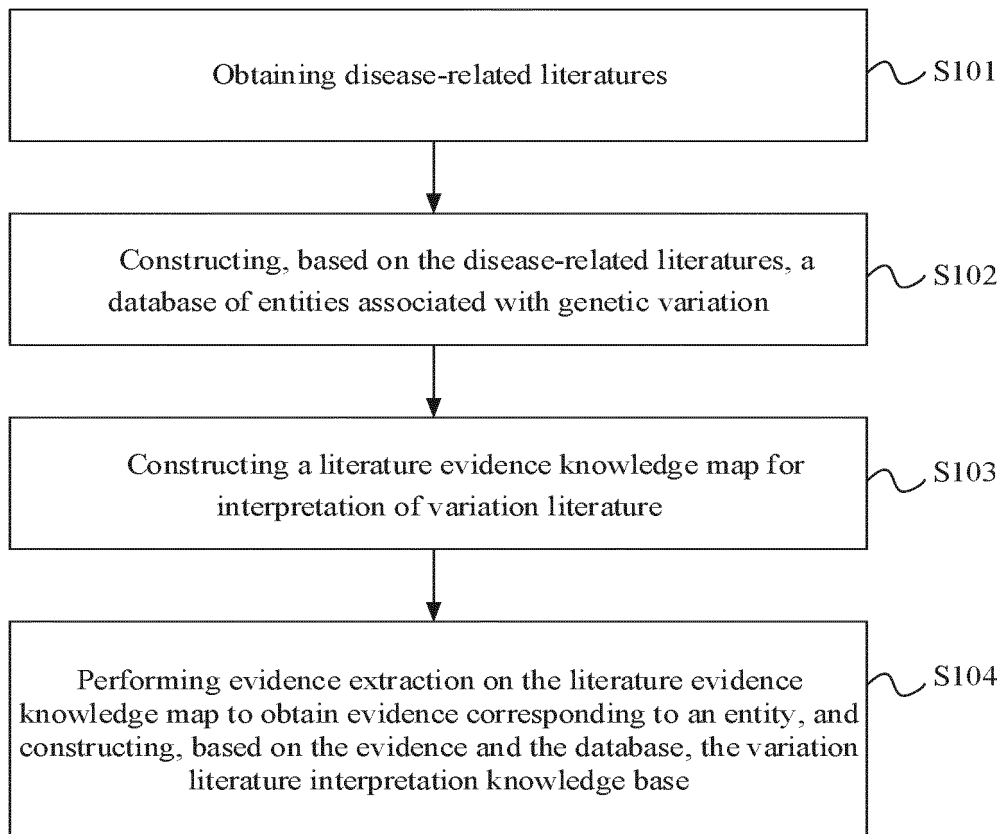 Obtaining disease-related literatures
S101
Constructing, based on the disease-related literatures, a
database of entities associated with genetic variation
S102
Constructing a literature evidence knowledge map for
interpretation of variation literature
S103
Performing evidence extraction on the literature evidence
knowledge map to obtain evidence corresponding to an entity, and
constructing, based on the evidence and the database, the variation
literature interpretation knowledge base
S104